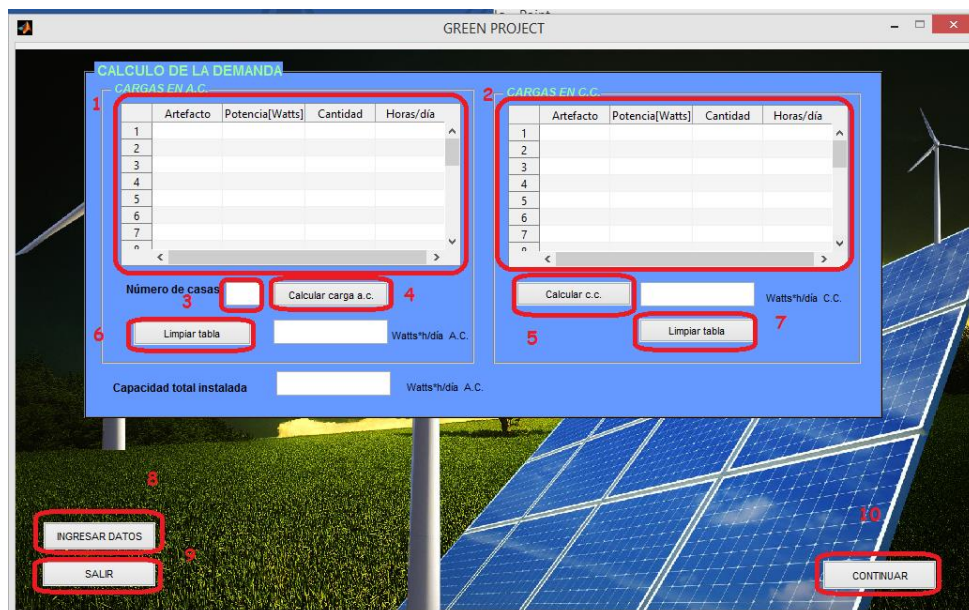 GREEN PROJECT
CALCULO DE LA DEMANDA
CARGAS EN A.C.
1
Artefacto Potencia[Watts] Cantidad Horas/día
1
2
3
4
5
6
7
Número de casas
3
Calcular carga a.c.
4
6
Limpiar tabla
Watts*h/día A.C.
Capacidad total instalada
Watts*h/día A.C.
2
CARGAS EN C.C.
Artefacto Potencia[Watts] Cantidad Horas/día
1
2
3
4
5
6
7
Calcular c.c.
Watts*h/día C.C.
5
Limpiar tabla
7
8
INGRESAR DATOS
9
SALIR
10
CONTINUAR